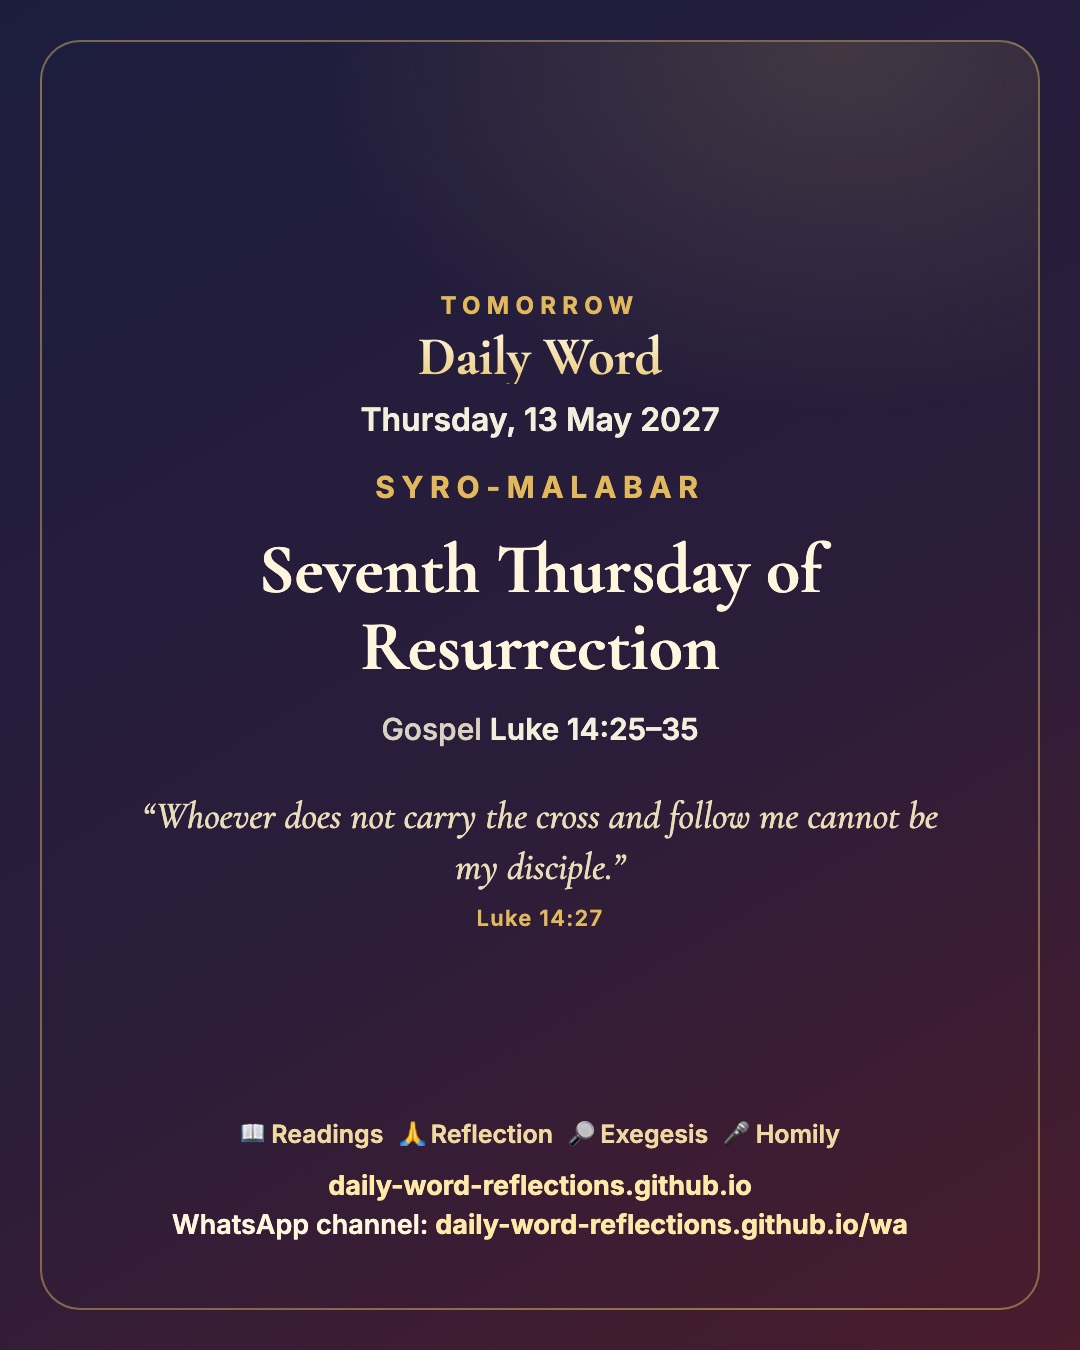 TOMORROW
Daily Word
Thursday, 13 May 2027
SYRO-MALABAR
Seventh Thursday of
Resurrection
Gospel Luke 14:25–35
“Whoever does not carry the cross and follow me cannot be
my disciple.”
Luke 14:27
📖 Readings 🙏 Reflection 🔎 Exegesis 🎤 Homily
daily-word-reflections.github.io
WhatsApp channel: daily-word-reflections.github.io/wa